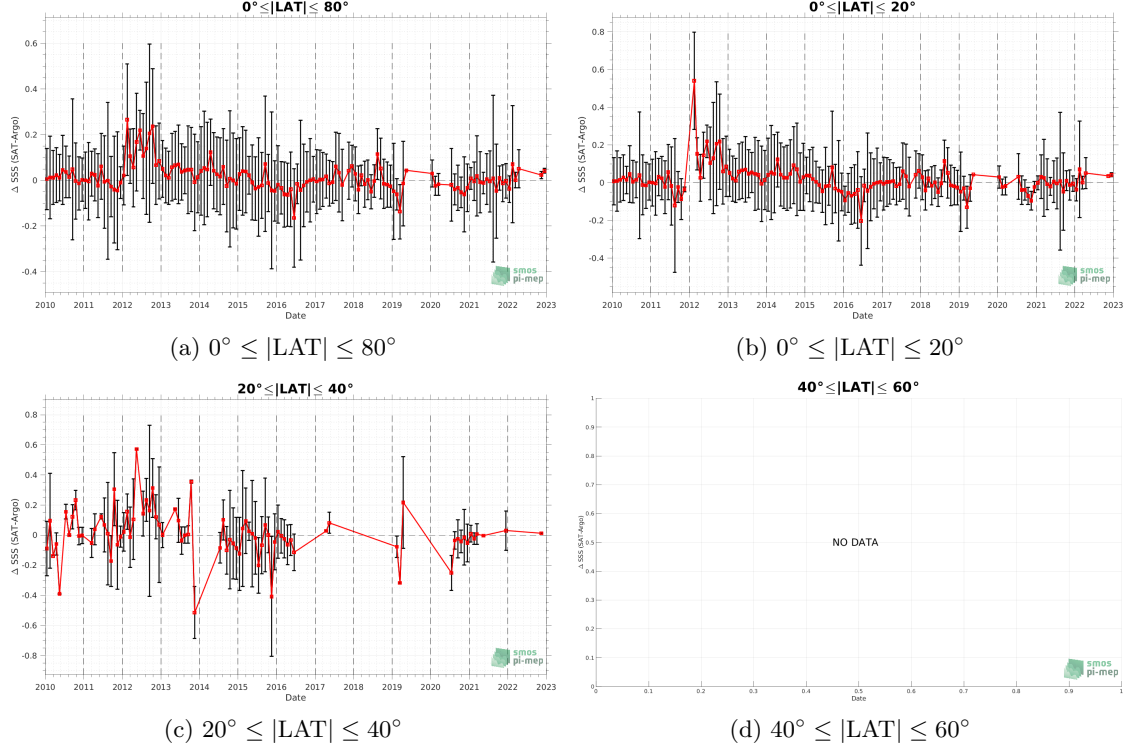 0°≤|LAT|≤ 80°
Δ SSS (SAT-Argo)
0.6
0.4
0.2
0
-0.2
-0.4
2010 2011 2012 2013 2014 2015 2016 2017 2018 2019 2020 2021 2022 2023
Date
smos
pi-mep
(a) 0° ≤ |LAT| ≤ 80°
0°≤|LAT|≤ 20°
Δ SSS (SAT-Argo)
0.8
0.6
0.4
0.2
0
-0.2
-0.4
2010 2011 2012 2013 2014 2015 2016 2017 2018 2019 2020 2021 2022 2023
Date
smos
pi-mep
(b) 0° ≤ |LAT| ≤ 20°
20°≤|LAT|≤ 40°
Δ SSS (SAT-Argo)
0.8
0.6
0.4
0.2
0
-0.2
-0.4
-0.6
-0.8
2010 2011 2012 2013 2014 2015 2016 2017 2018 2019 2020 2021 2022 2023
Date
smos
pi-mep
(c) 20° ≤ |LAT| ≤ 40°
40°≤|LAT|≤ 60°
Δ SSS (SAT-Argo)
1
0.9
0.8
0.7
0.6
0.5
0.4
0.3
0.2
0.1
0
NO DATA
0 0.1 0.2 0.3 0.4 0.5 0.6 0.7 0.8 0.9 1
Date
smos
pi-mep
(d) 40° ≤ |LAT| ≤ 60°